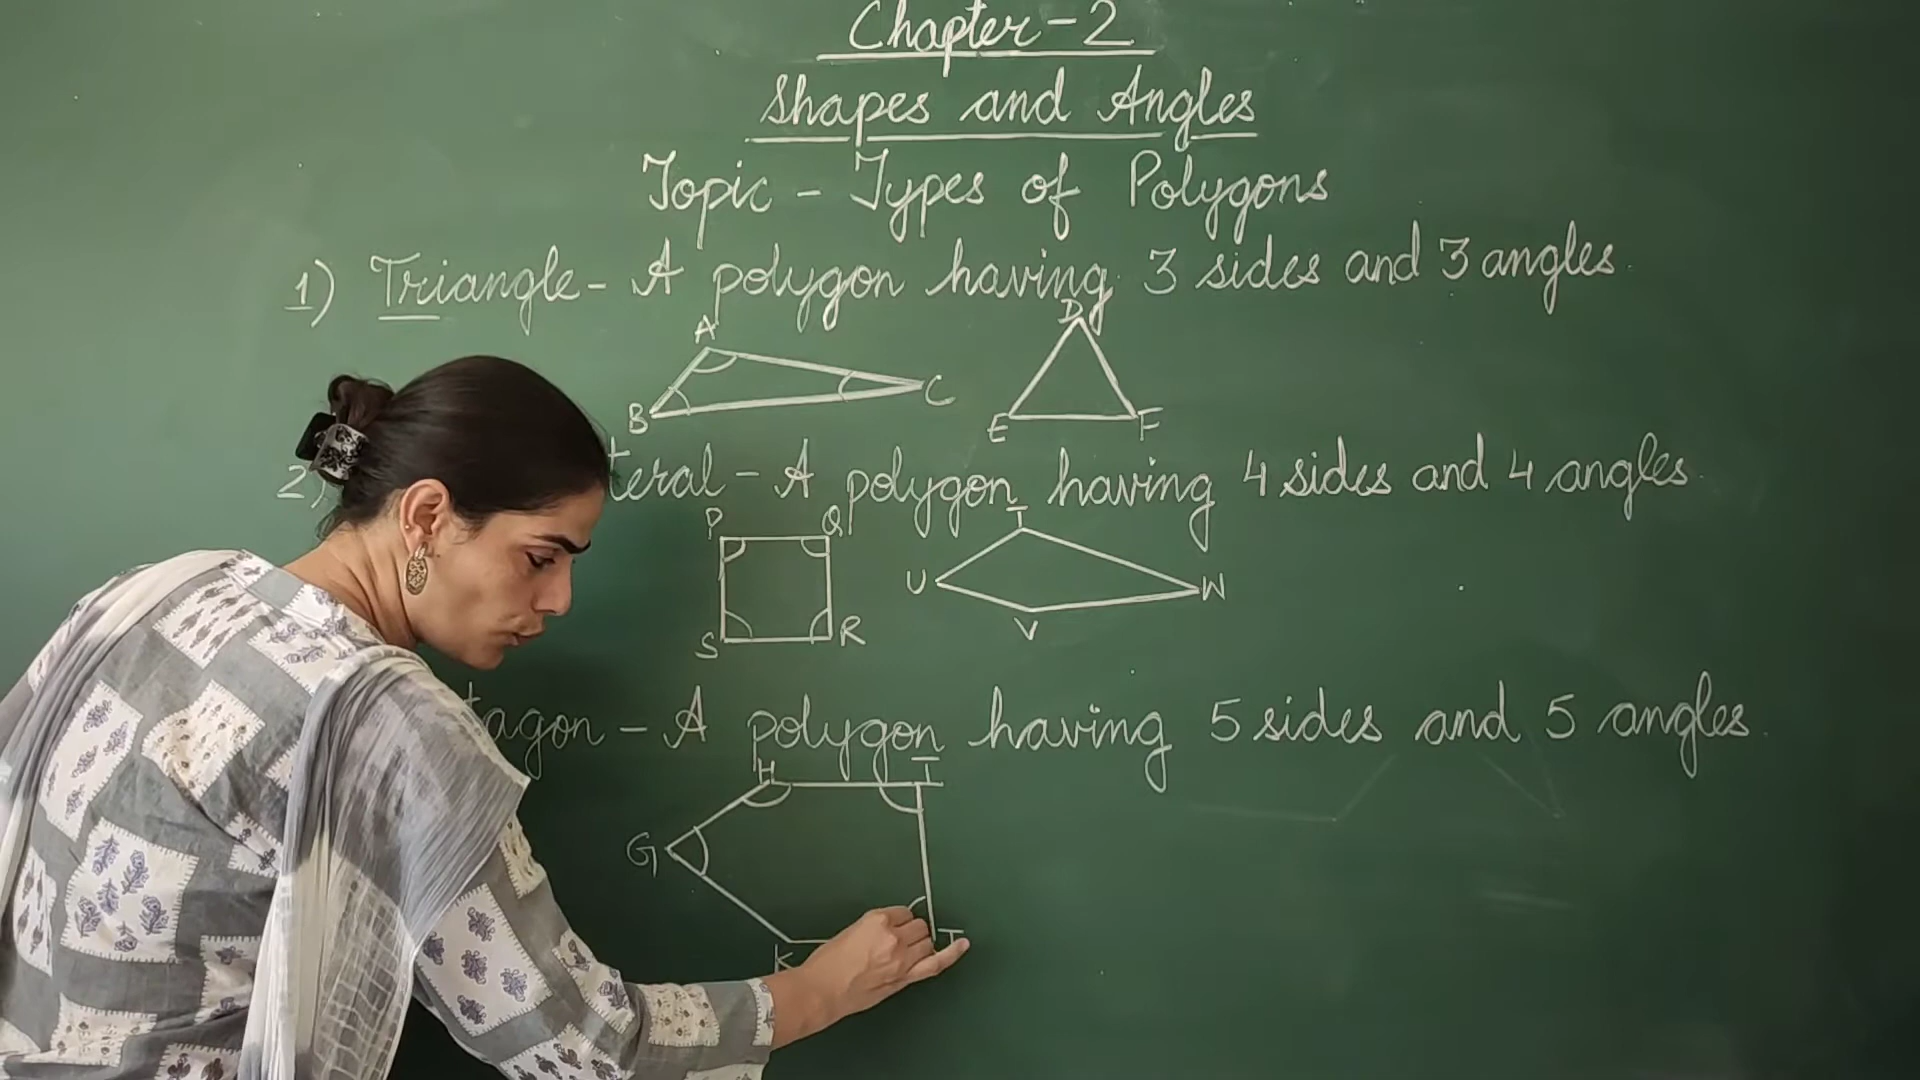 Chapter-2
Shapes and Angles
Topic - Types of Polygons
1) Triangle - A polygon having 3 sides and 3 angles.
A
D
B
C
E
F
2) teral - A polygon having 4 sides and 4 angles.
P
Q
T
U
W
S
R
V
tagon - A polygon having 5 sides and 5 angles.
H
I
G
K
J